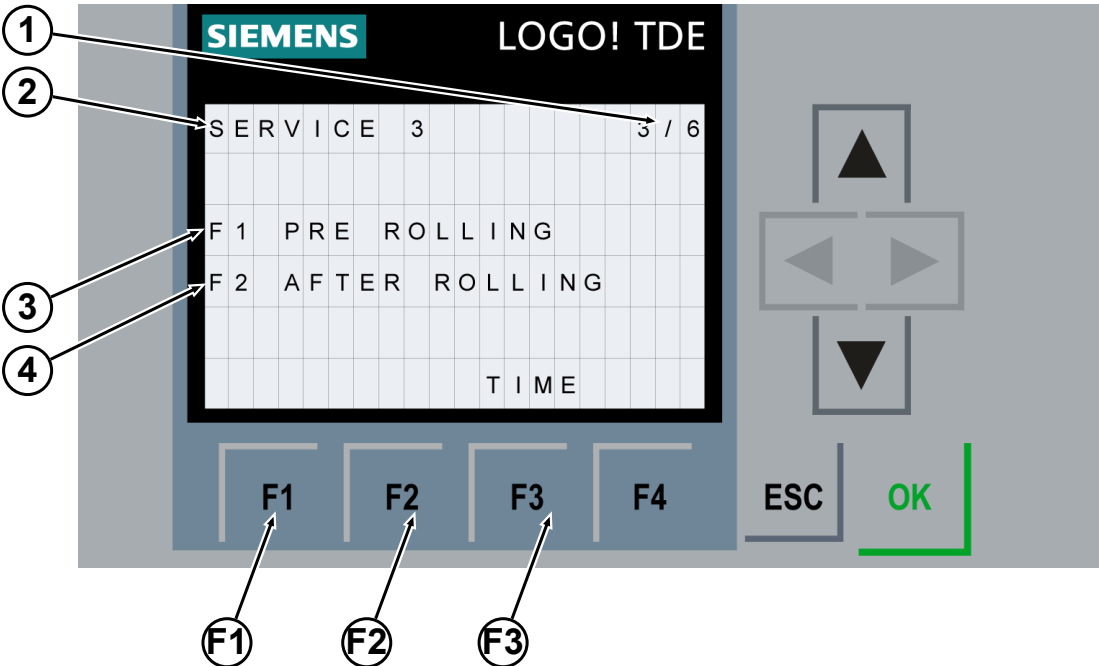 1
2
SIEMENS LOGO! TDE
SERVICE 3 3/6
F1 PRE ROLLING
F2 AFTER ROLLING
3
4
TIME
F1 F2 F3 F4 ESC OK
F1 F2 F3